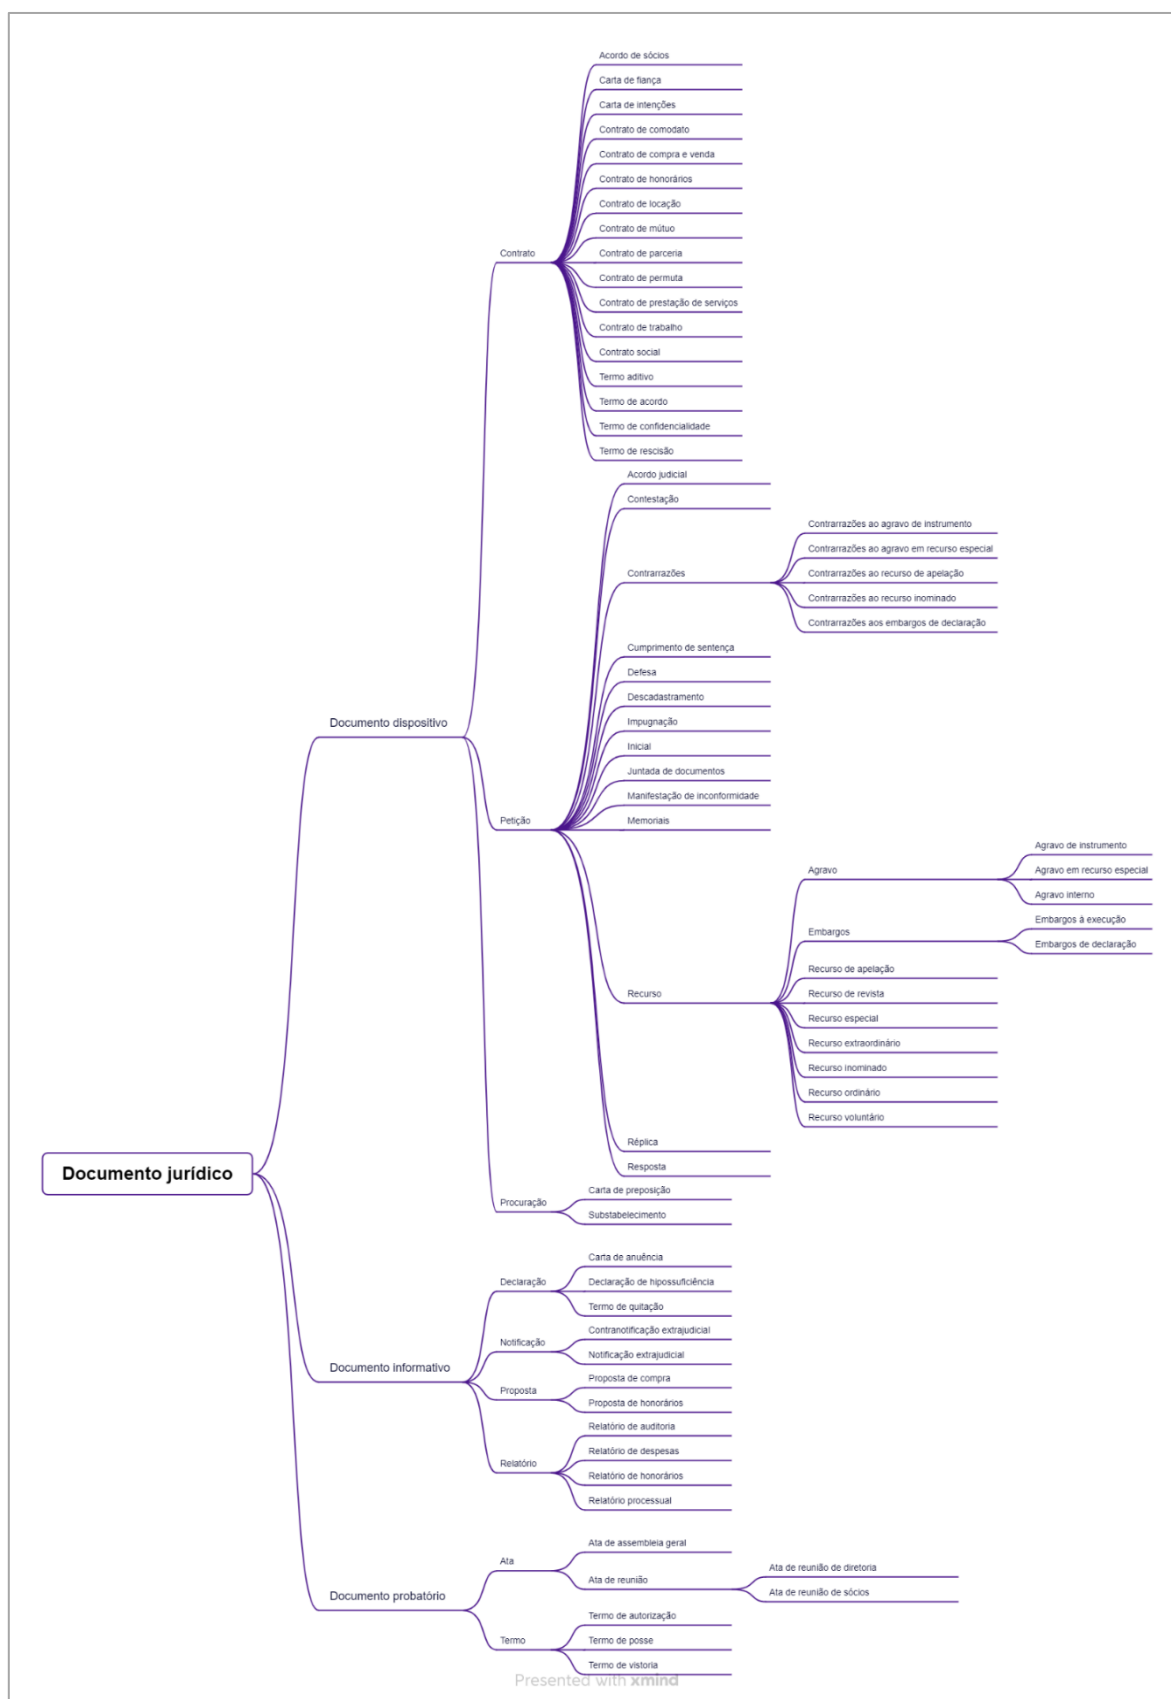 Documento jurídico
Documento dispositivo
Contrato
Acordo de sócios
Carta de fiança
Carta de intenções
Contrato de comodato
Contrato de compra e venda
Contrato de honorários
Contrato de locação
Contrato de mútuo
Contrato de parceria
Contrato de permuta
Contrato de prestação de serviços
Contrato de trabalho
Contrato social
Termo aditivo
Termo de acordo
Termo de confidencialidade
Termo de rescisão
Petição
Acordo judicial
Contestação
Contrarrazões
Contrarrazões ao agravo de instrumento
Contrarrazões ao agravo em recurso especial
Contrarrazões ao recurso de apelação
Contrarrazões ao recurso inominado
Contrarrazões aos embargos de declaração
Cumprimento de sentença
Defesa
Descadastramento
Impugnação
Inicial
Juntada de documentos
Manifestação de inconformidade
Memoriais
Recurso
Agravo
Agravo de instrumento
Agravo em recurso especial
Agravo interno
Embargos
Embargos à execução
Embargos de declaração
Recurso de apelação
Recurso de revista
Recurso especial
Recurso extraordinário
Recurso inominado
Recurso ordinário
Recurso voluntário
Réplica
Resposta
Procuração
Carta de preposição
Substabelecimento
Documento informativo
Declaração
Carta de anuência
Declaração de hipossuficiência
Termo de quitação
Notificação
Contranotificação extrajudicial
Notificação extrajudicial
Proposta
Proposta de compra
Proposta de honorários
Relatório
Relatório de auditoria
Relatório de despesas
Relatório de honorários
Relatório processual
Documento probatório
Ata
Ata de assembleia geral
Ata de reunião
Ata de reunião de diretoria
Ata de reunião de sócios
Termo
Termo de autorização
Termo de posse
Termo de vistoria
Presented with xmind